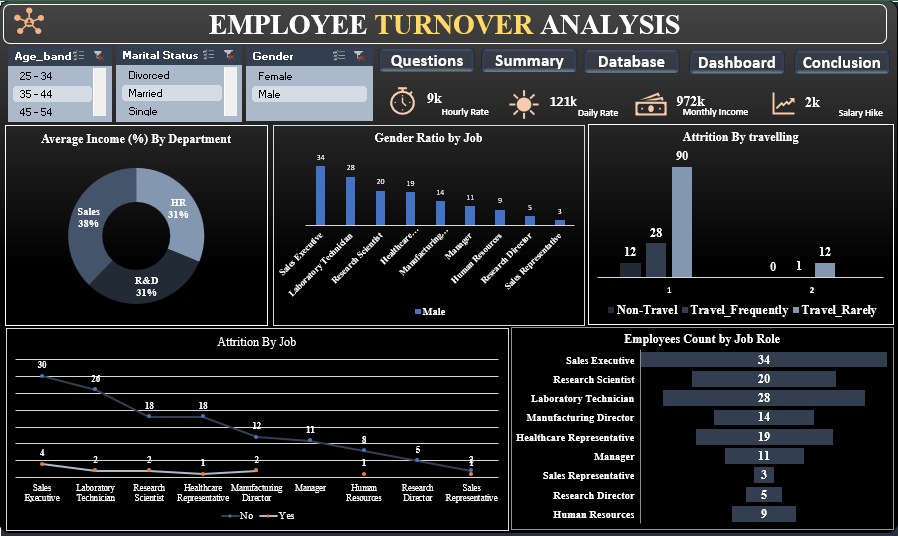 EMPLOYEE TURNOVER ANALYSIS
Age_band
25 - 34
35 - 44
45 - 54
Marital Status
Divorced
Married
Single
Gender
Female
Male
Questions
Summary
Database
Dashboard
Conclusion
9k
Hourly Rate
121k
Daily Rate
972k
Monthly Income
2k
Salary Hike
Average Income (%) By Department
HR
31%
Sales
38%
R&D
31%
Gender Ratio by Job
34
28
20
19
14
11
9
5
3
Sales Executive
Laboratory Technician
Research Scientist
Healthcare…
Manufacturing…
Manager
Human Resources
Research Director
Sales Representative
Male
Attrition By travelling
12
28
90
0
1
12
1
2
Non-Travel
Travel_Frequently
Travel_Rarely
Attrition By Job
30
26
18
18
12
11
8
5
4
2
2
1
2
1
1
Sales Executive
Laboratory Technician
Research Scientist
Healthcare Representative
Manufacturing Director
Manager
Human Resources
Research Director
Sales Representative
No
Yes
Employees Count by Job Role
Sales Executive 34
Research Scientist 20
Laboratory Technician 28
Manufacturing Director 14
Healthcare Representative 19
Manager 11
Sales Representative 3
Research Director 5
Human Resources 9